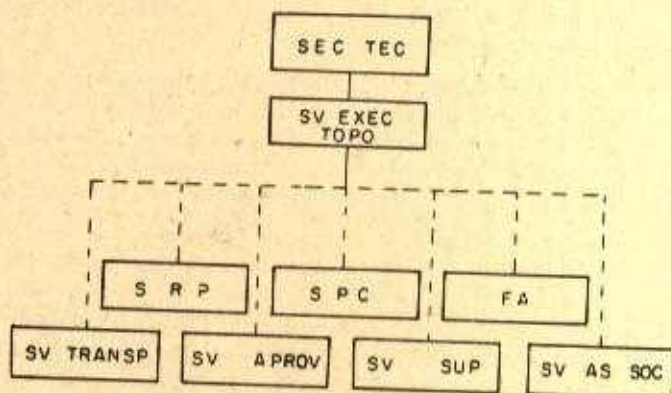 SEC TEC
SV EXEC
TOPO
S R P
S P C
F A
SV TRANSP
SV APROV
SV SUP
SV AS SOC